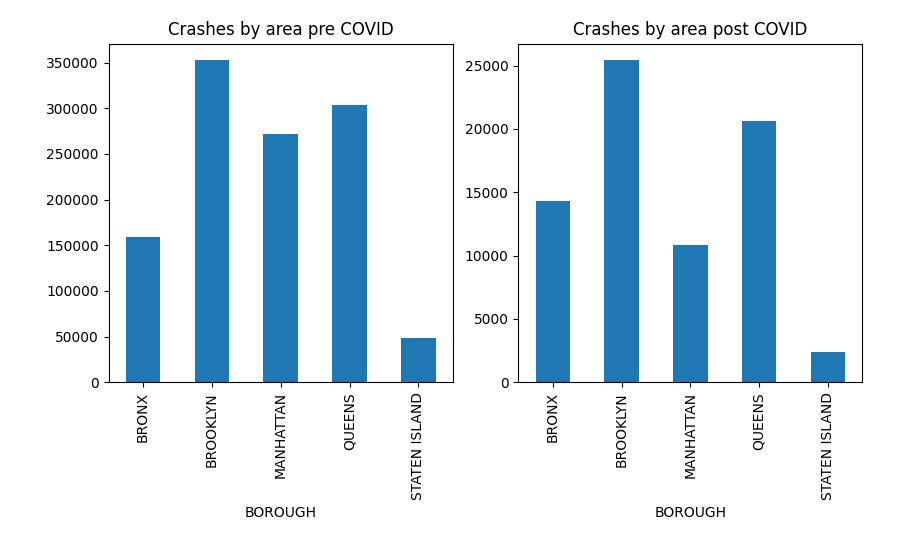 Crashes by area pre COVID
350000
300000
250000
200000
150000
100000
50000
0
BRONX
BROOKLYN
MANHATTAN
QUEENS
STATEN ISLAND
BOROUGH
Crashes by area post COVID
25000
20000
15000
10000
5000
0
BRONX
BROOKLYN
MANHATTAN
QUEENS
STATEN ISLAND
BOROUGH